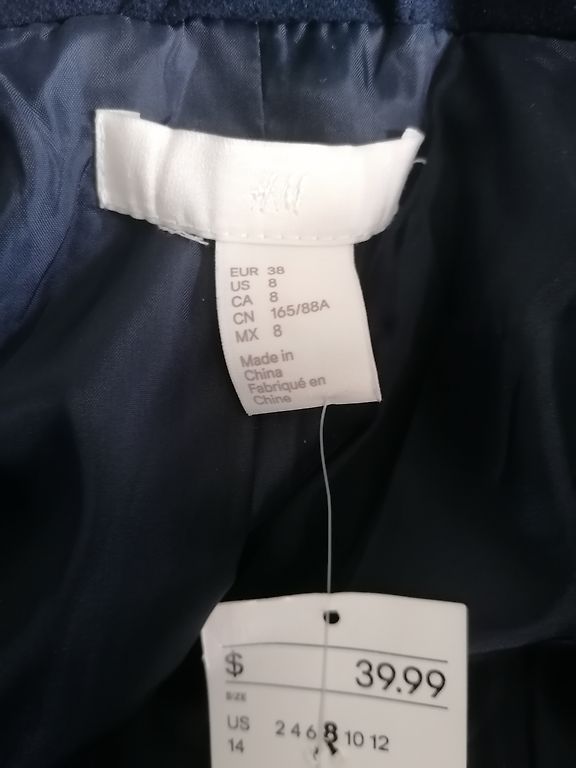 H&M
EUR 38
US 8
CA 8
CN 165/88A
MX 8
Made in
China
Fabriqué en
Chine
$ 39.99
SIZE
US 2 4 6 8 10 12
14